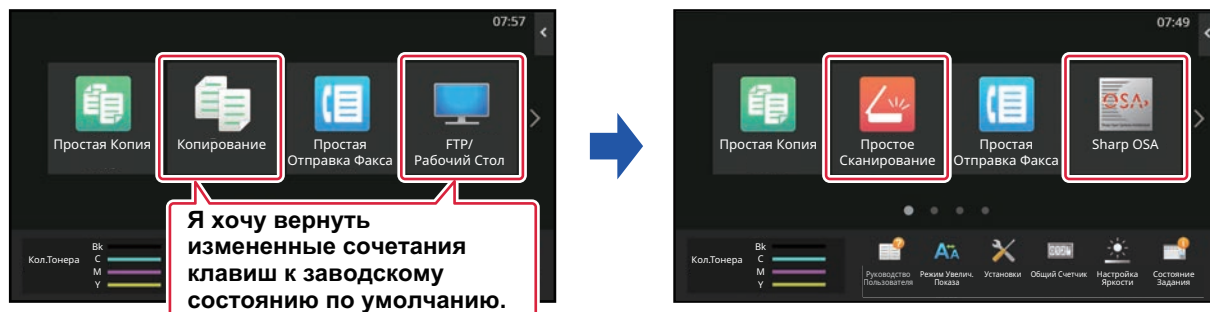 07:57
Простая Копия
Копирование
Простая
Отправка Факса
FTP/
Рабочий Стол
Я хочу вернуть
измененные сочетания
клавиш к заводскому
состоянию по умолчанию.
Кол.Тонера
Bk
C
M
Y
07:49
Простая Копия
Простое
Сканирование
Простая
Отправка Факса
OSA
Sharp OSA
Кол.Тонера
Bk
C
M
Y
Руководство
Пользователя
Режим Увелич.
Показа
Установки
Общий Счетчик
Настройка
Яркости
Состояние
Задания